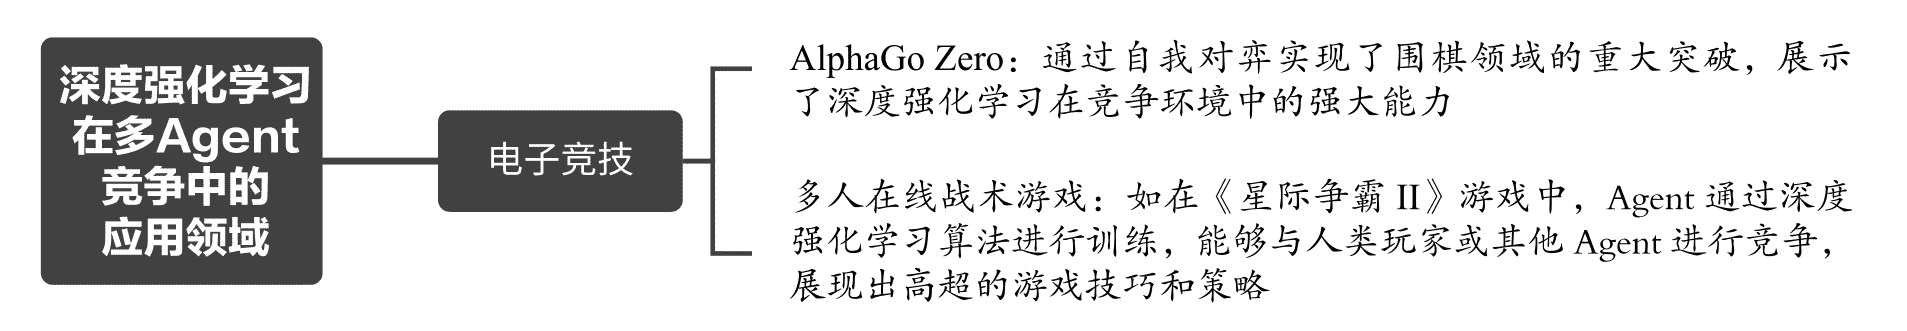 深度强化学习
在多Agent
竞争中的
应用领域
电子竞技
AlphaGo Zero：通过自我对弈实现了围棋领域的重大突破，展示
了深度强化学习在竞争环境中的强大能力
多人在线战术游戏：如在《星际争霸 II》游戏中，Agent 通过深度
强化学习算法进行训练，能够与人类玩家或其他 Agent 进行竞争，
展现出高超的游戏技巧和策略